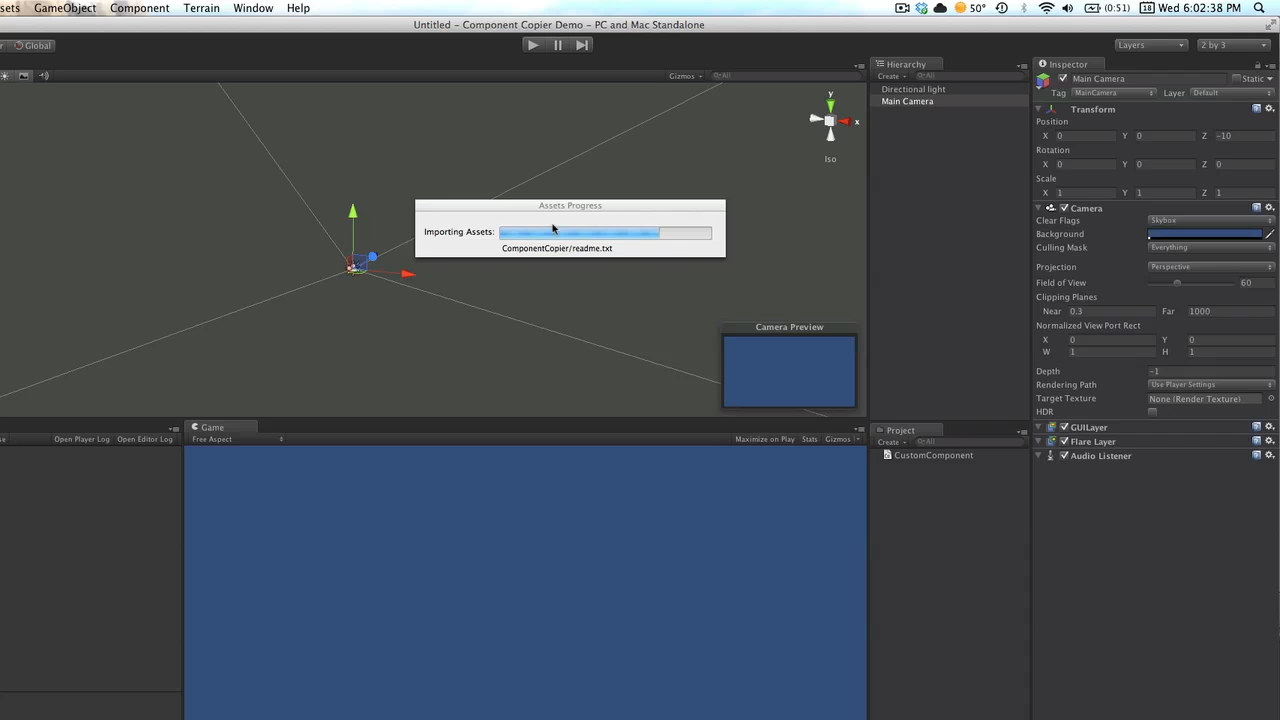 sets GameObject Component Terrain Window Help 50° (0:51) 18 Wed 6:02:38 PM
Untitled – Component Copier Demo – PC and Mac Standalone
Global Layers 2 by 3
Gizmos All
Hierarchy
Create All
Directional light
Main Camera
Inspector
Main Camera Static
Tag MainCamera Layer Default
Transform
Position
X 0 Y 0 Z -10
Rotation
X 0 Y 0 Z 0
Scale
X 1 Y 1 Z 1
Camera
Clear Flags Skybox
Background
Culling Mask Everything
Projection Perspective
Field of View 60
Clipping Planes
Near 0.3 Far 1000
Normalized View Port Rect
X 0 Y 0
W 1 H 1
Depth -1
Rendering Path Use Player Settings
Target Texture None (Render Texture)
HDR
GUILayer
Flare Layer
Audio Listener
y
x
Iso
Assets Progress
Importing Assets:
ComponentCopier/readme.txt
Camera Preview
se Open Player Log Open Editor Log
Game
Free Aspect Maximize on Play Stats Gizmos
Project
Create All
CustomComponent